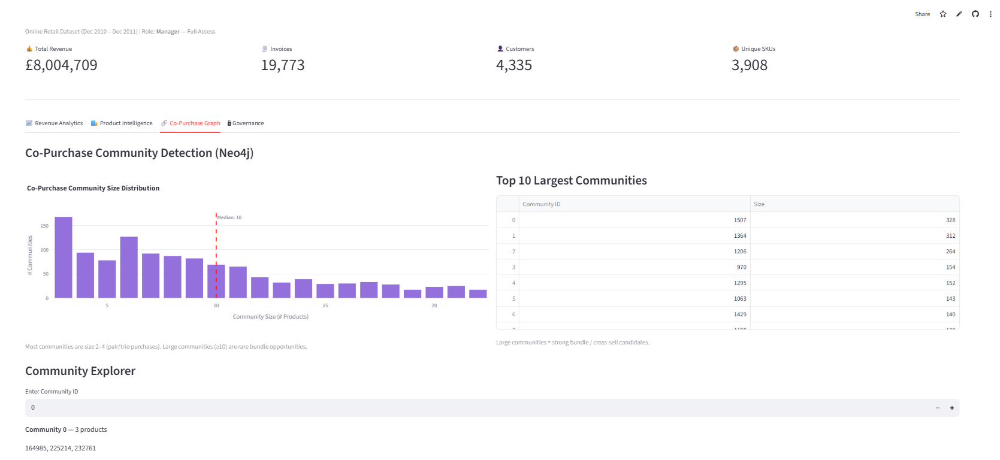 Share
Online Retail Dataset (Dec 2010 – Dec 2011) | Role: Manager — Full Access
Total Revenue
£8,004,709
Invoices
19,773
Customers
4,335
Unique SKUs
3,908
Revenue Analytics
Product Intelligence
Co-Purchase Graph
Governance
Co-Purchase Community Detection (Neo4j)
Co-Purchase Community Size Distribution
Median: 10
150
100
50
0
# Communities
5 10 15 20
Community Size (# Products)
Most communities are size 2–4 (pair/trio purchases). Large communities (≥10) are rare bundle opportunities.
Top 10 Largest Communities
Community ID Size
0 1507 328
1 1364 312
2 1206 264
3 970 154
4 1295 152
5 1063 143
6 1429 140
Large communities = strong bundle / cross-sell candidates.
Community Explorer
Enter Community ID
0 − +
Community 0 — 3 products
164985, 225214, 232761